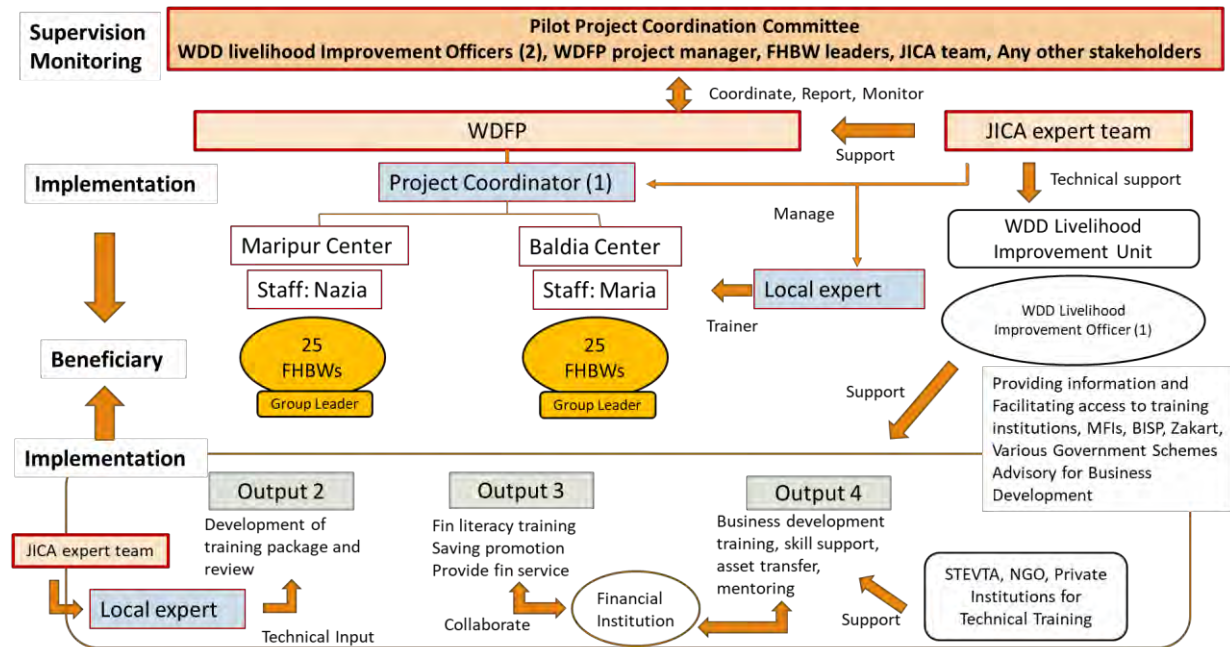 Supervision
Monitoring
Pilot Project Coordination Committee
WDD livelihood Improvement Officers (2), WDFP project manager, FHBW leaders, JICA team, Any other stakeholders
Coordinate, Report, Monitor
WDFP
JICA expert team
Support
Implementation
Project Coordinator (1)
Technical support
Manage
Maripur Center
Baldia Center
WDD Livelihood
Improvement Unit
Staff: Nazia
Staff: Maria
Local expert
Trainer
WDD Livelihood
Improvement Officer (1)
25
FHBWs
Group Leader
25
FHBWs
Group Leader
Beneficiary
Support
Providing information and
Facilitating access to training
institutions, MFIs, BISP, Zakart,
Various Government Schemes
Advisory for Business
Development
Implementation
Output 2
Development of
training package and
review
Output 3
Fin literacy training
Saving promotion
Provide fin service
Output 4
Business development
training, skill support,
asset transfer,
mentoring
JICA expert team
Local expert
Technical Input
Collaborate
Financial
Institution
Support
STEVTA, NGO, Private
Institutions for
Technical Training